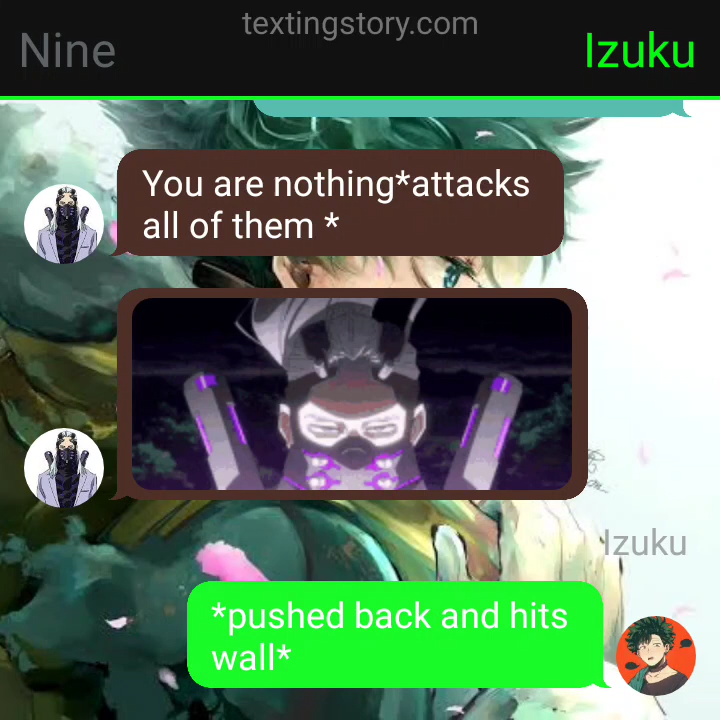 textingstory.com
Nine
Izuku
You are nothing*attacks
all of them *
Izuku
*pushed back and hits
wall*